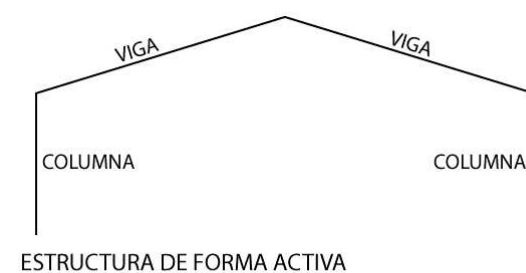 VIGA
VIGA
COLUMNA
COLUMNA
ESTRUCTURA DE FORMA ACTIVA